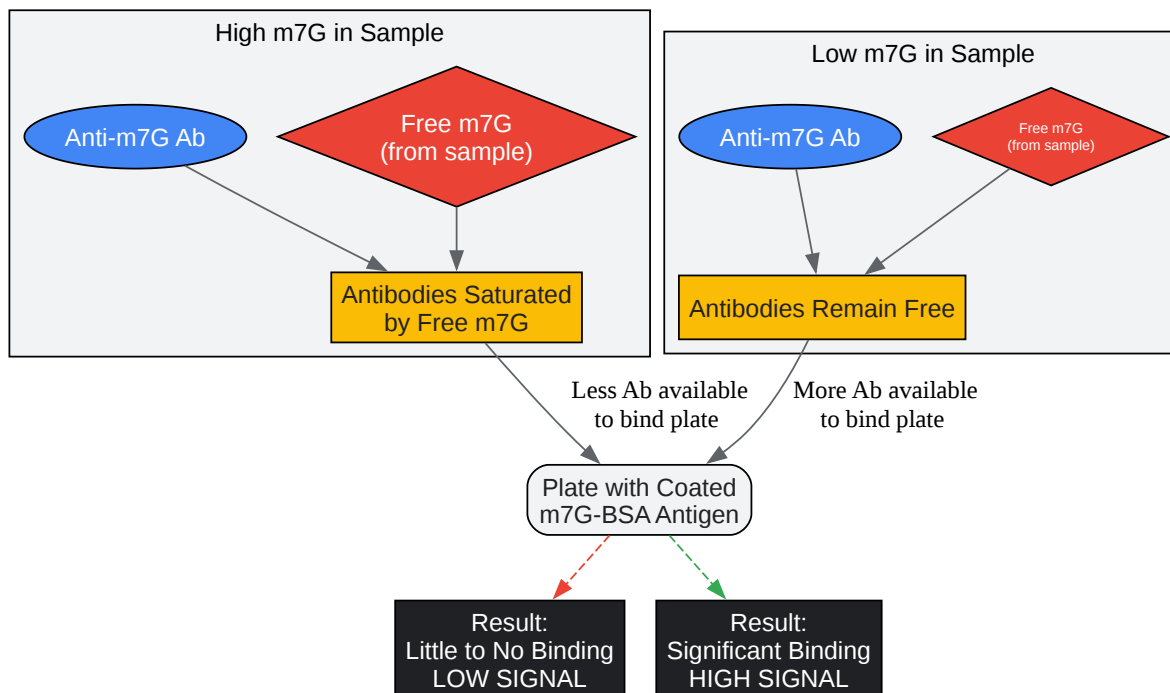 High m7G in Sample
Anti-m7G Ab
Free m7G
(from sample)
Antibodies Saturated
by Free m7G
Low m7G in Sample
Anti-m7G Ab
Free m7G
(from sample)
Antibodies Remain Free
Less Ab available
to bind plate
More Ab available
to bind plate
Plate with Coated
m7G-BSA Antigen
Result:
Little to No Binding
LOW SIGNAL
Result:
Significant Binding
HIGH SIGNAL